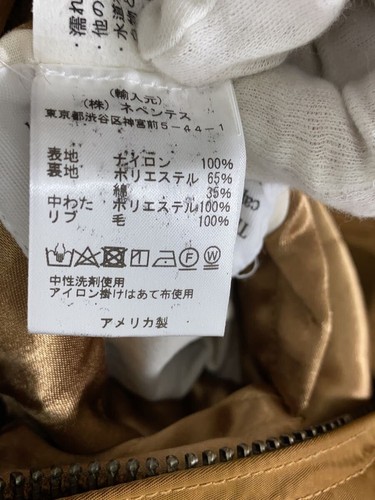 ・濡れ
・他の
・水道
(輸入元)
(株) ネペンテス
東京都渋谷区神宮前5-44-1
表地 ナイロン 100%
裏地 ポリエステル 65%
綿 35%
中わた ポリエステル100%
リブ 毛 100%
F W
中性洗剤使用
アイロン掛けはあて布使用
アメリカ製